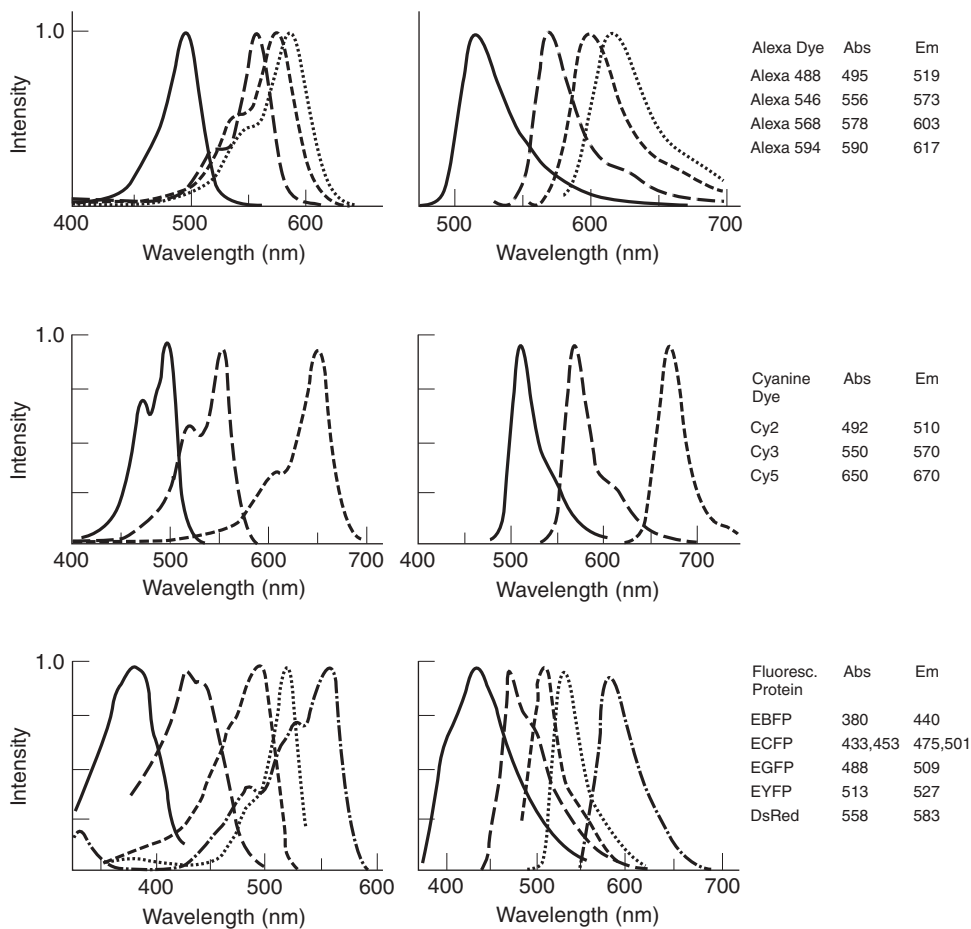 1.0
Intensity
400 500 600
Wavelength (nm)
500 600 700
Wavelength (nm)
Alexa Dye Abs Em
Alexa 488 495 519
Alexa 546 556 573
Alexa 568 578 603
Alexa 594 590 617
1.0
Intensity
400 500 600 700
Wavelength (nm)
400 500 600 700
Wavelength (nm)
Cyanine Abs Em
Dye
Cy2 492 510
Cy3 550 570
Cy5 650 670
1.0
Intensity
400 500 600
Wavelength (nm)
400 500 600 700
Wavelength (nm)
Fluoresc. Abs Em
Protein
EBFP 380 440
ECFP 433,453 475,501
EGFP 488 509
EYFP 513 527
DsRed 558 583